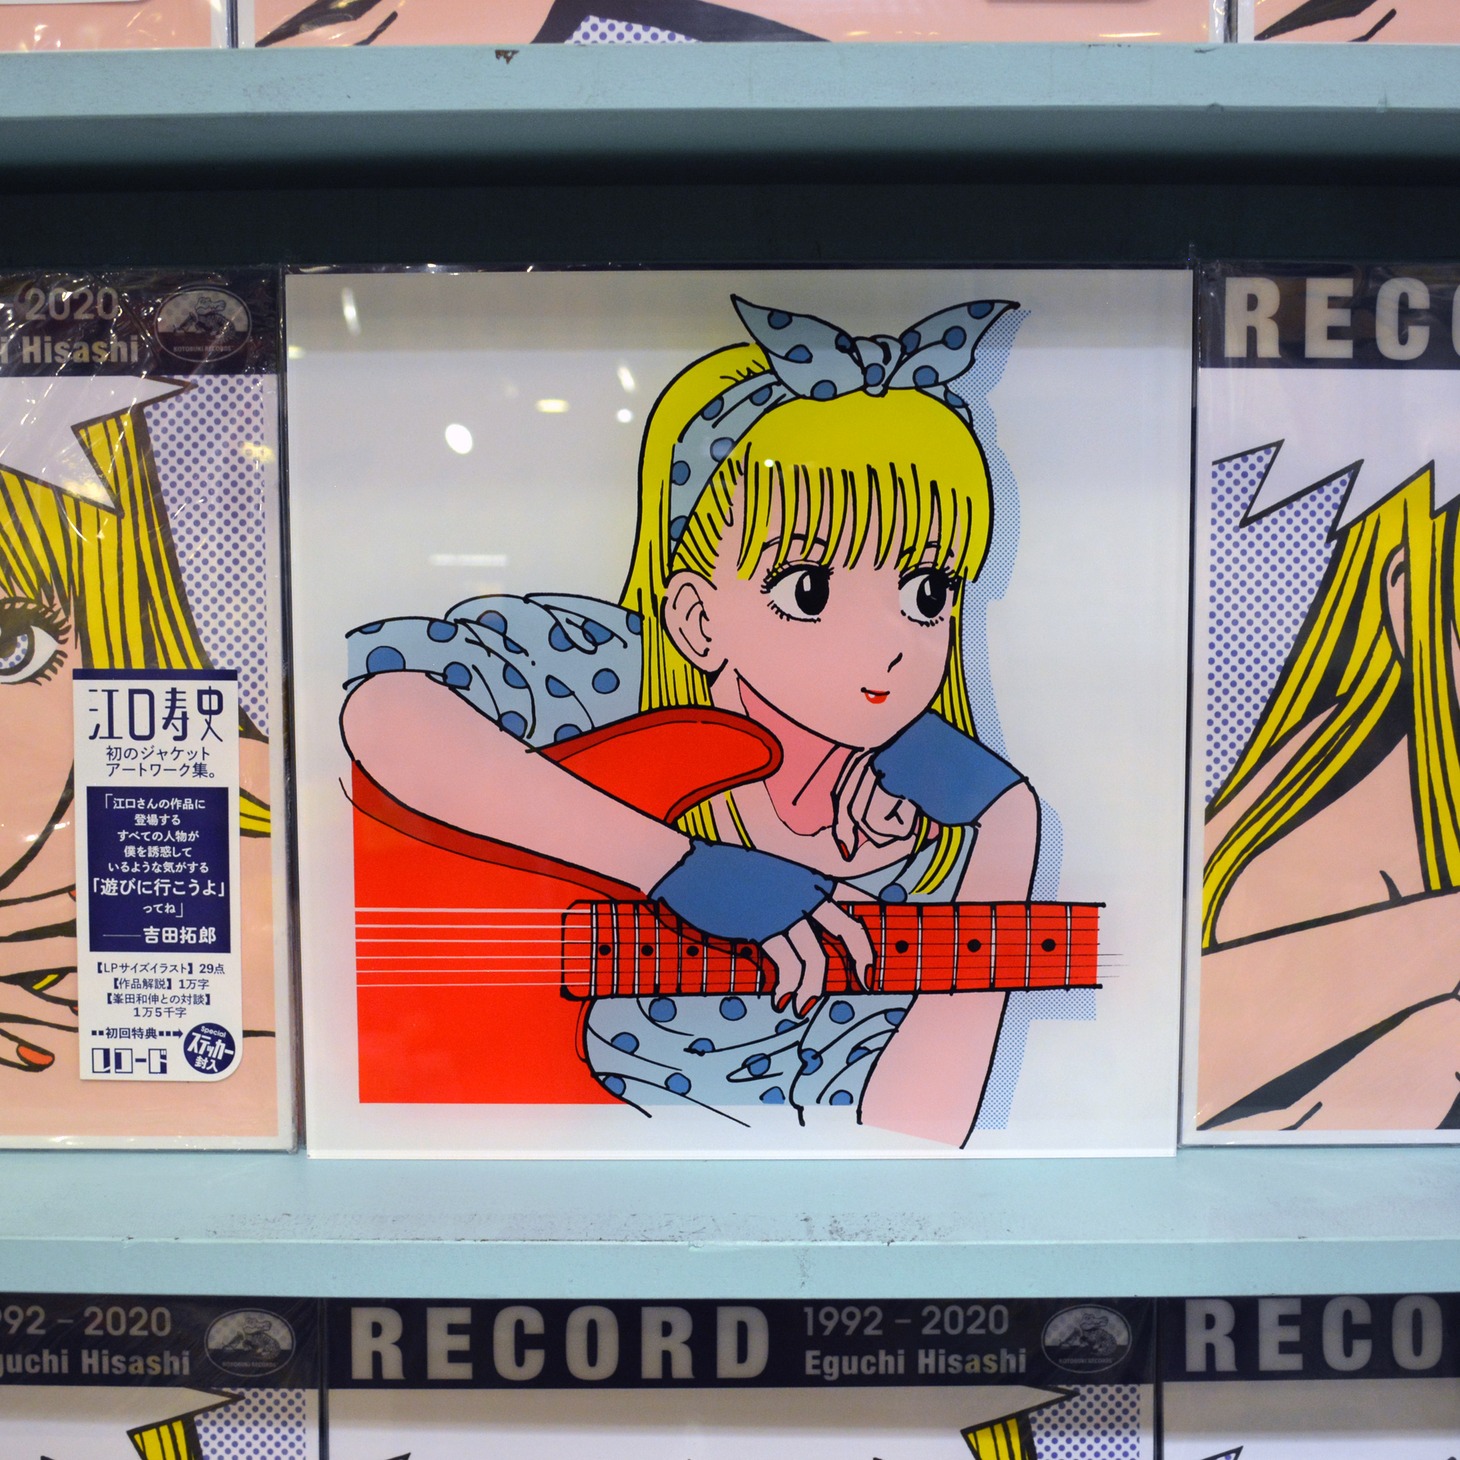 2020
Hisashi
REC
江口寿史
初のジャケット
アートワーク集。
「江口さんの作品に
登場する
すべての人物が
僕を誘惑して
いるような気がする
「遊びに行こうよ」
ってね」
——吉田拓郎
【LPサイズイラスト】29点
【作品解説】1万字
【峯田和伸との対談】
1万5千字
初回特典
レコード
Special
ステッカー
封入
92 – 2020
guchi Hisashi
RECORD
1992 – 2020
Eguchi Hisashi
RECO